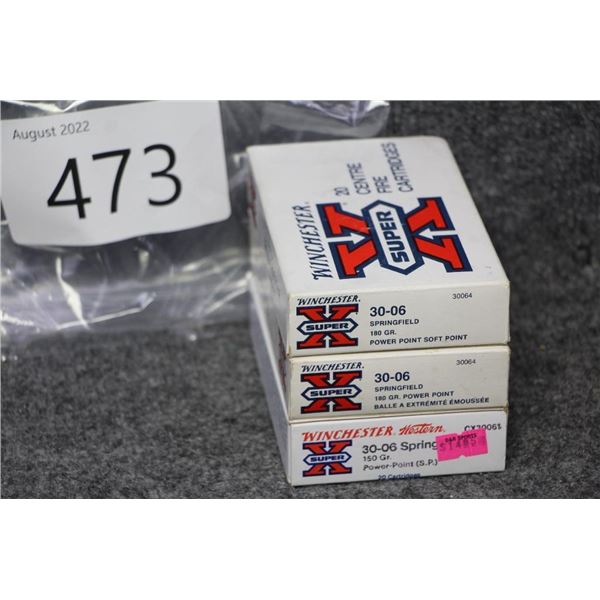 August 2022
473
WINCHESTER
X
SUPER
20
CENTRE
FIRE
CARTRIDGES
WINCHESTER
X
SUPER
30064
30-06
SPRINGFIELD
180 GR.
POWER POINT SOFT POINT
WINCHESTER
X
SUPER
30064
30-06
SPRINGFIELD
180 GR. POWER POINT
BALLE A EXTRÉMITÉ ÉMOUSSÉE
WINCHESTER Western
X
SUPER
30-06
150 Gr.
Power-Point (S.P.)
20 Cartridges